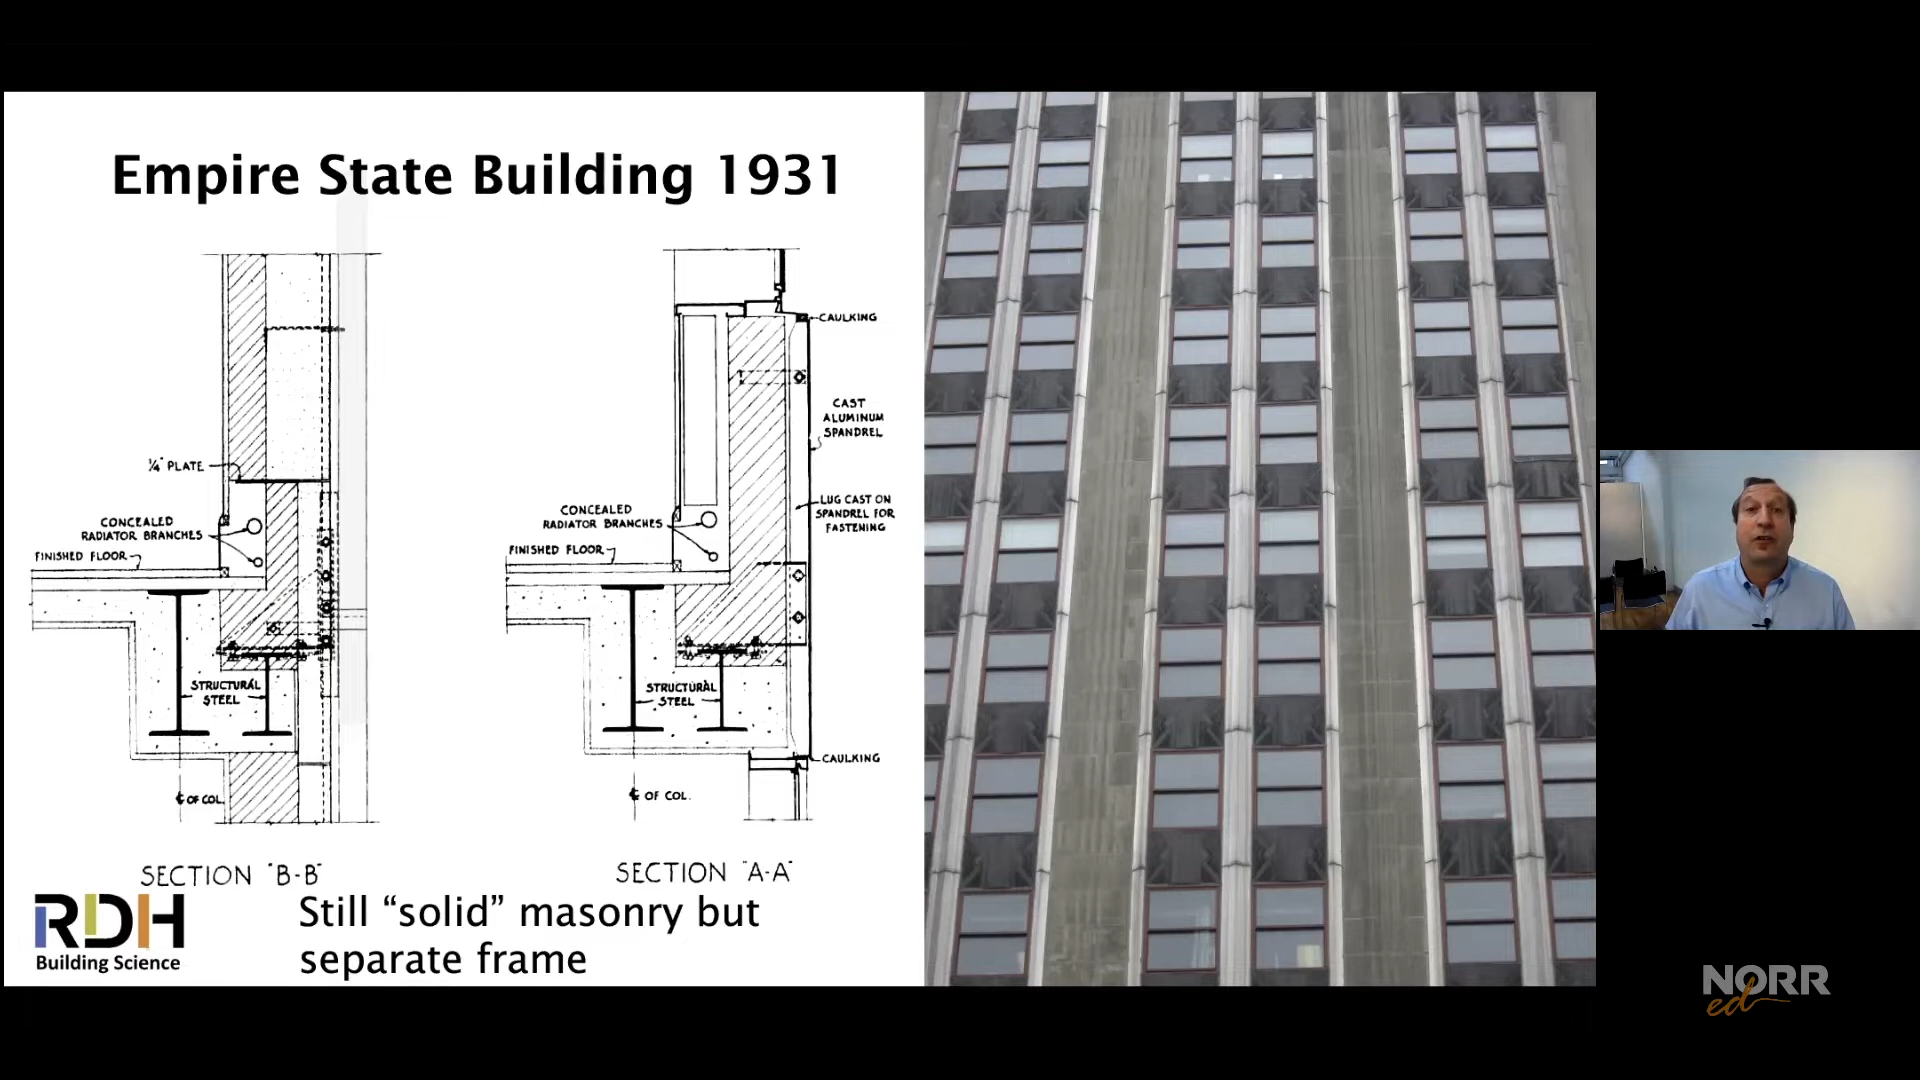 Empire State Building 1931
1/4" PLATE
CONCEALED
RADIATOR BRANCHES
FINISHED FLOOR
STRUCTURAL
STEEL
℄ OF COL.
SECTION "B-B"
CAULKING
CAST
ALUMINUM
SPANDREL
LUG CAST ON
SPANDREL FOR
FASTENING
CONCEALED
RADIATOR BRANCHES
FINISHED FLOOR
STRUCTURAL
STEEL
CAULKING
℄ OF COL.
SECTION "A-A"
RDH
Building Science
Still “solid” masonry but
separate frame
NORR
ed